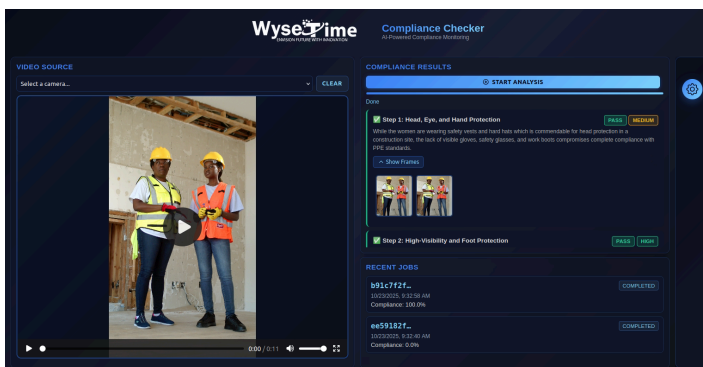 WyseTime
ENVISION FUTURE WITH INNOVATION
Compliance Checker
AI-Powered Compliance Monitoring
VIDEO SOURCE
Select a camera...
CLEAR
0:00 / 0:11
COMPLIANCE RESULTS
START ANALYSIS
Done
Step 1: Head, Eye, and Hand Protection
PASS MEDIUM
While the women are wearing safety vests and hard hats which is commendable for head protection in a
construction site, the lack of visible gloves, safety glasses, and work boots compromises complete compliance with
PPE standards.
Show Frames
Step 2: High-Visibility and Foot Protection
PASS HIGH
RECENT JOBS
b91c7f2f…
COMPLETED
10/23/2025, 9:32:58 AM
Compliance: 100.0%
ee59182f…
COMPLETED
10/23/2025, 9:32:40 AM
Compliance: 0.0%